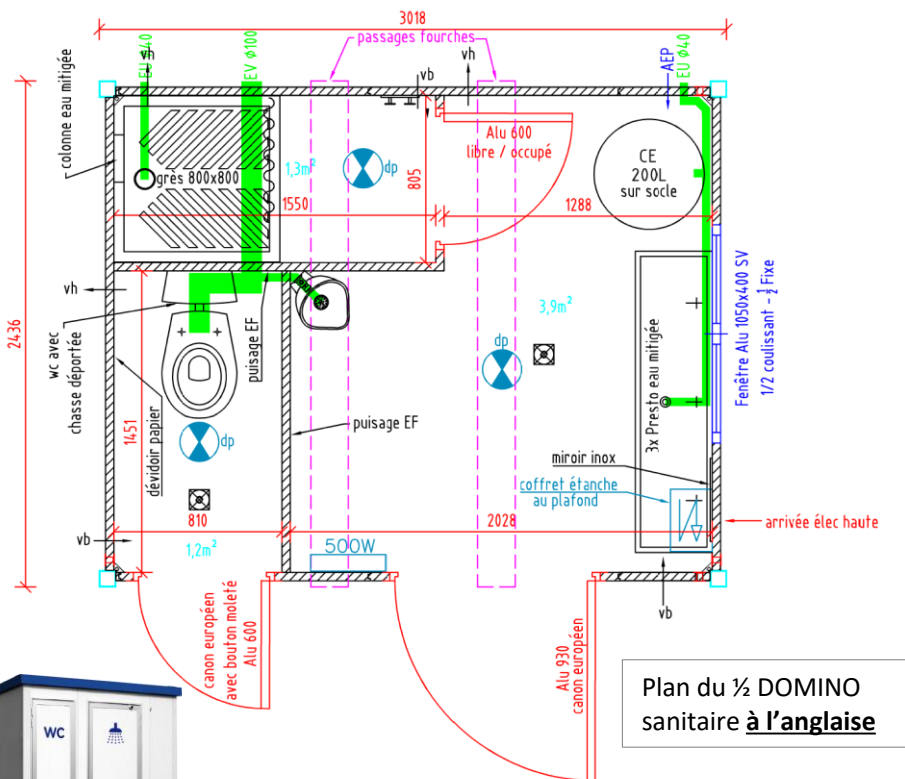 3018
passages fourches
EU Ø40
vh
EV Ø100
vb
vh
AEP
EU Ø40
colonne eau mitigée
grès 800x800
1,3m²
dp
805
Alu 600
libre / occupé
CE
200L
sur socle
1550
1288
2436
vh
wc avec
chasse déportée
puisage EF
3,9m²
dp
Fenêtre Alu 1050x400 SV
1/2 coulissant - ½ Fixe
3x Presto eau mitigée
1451
dévidoir papier
dp
puisage EF
miroir inox
coffret étanche
au plafond
810
2028
arrivée élec haute
vb
1,2m²
500W
vb
canon européen
avec bouton moleté
Alu 600
Alu 930
canon européen
Plan du ½ DOMINO
sanitaire à l'anglaise
WC